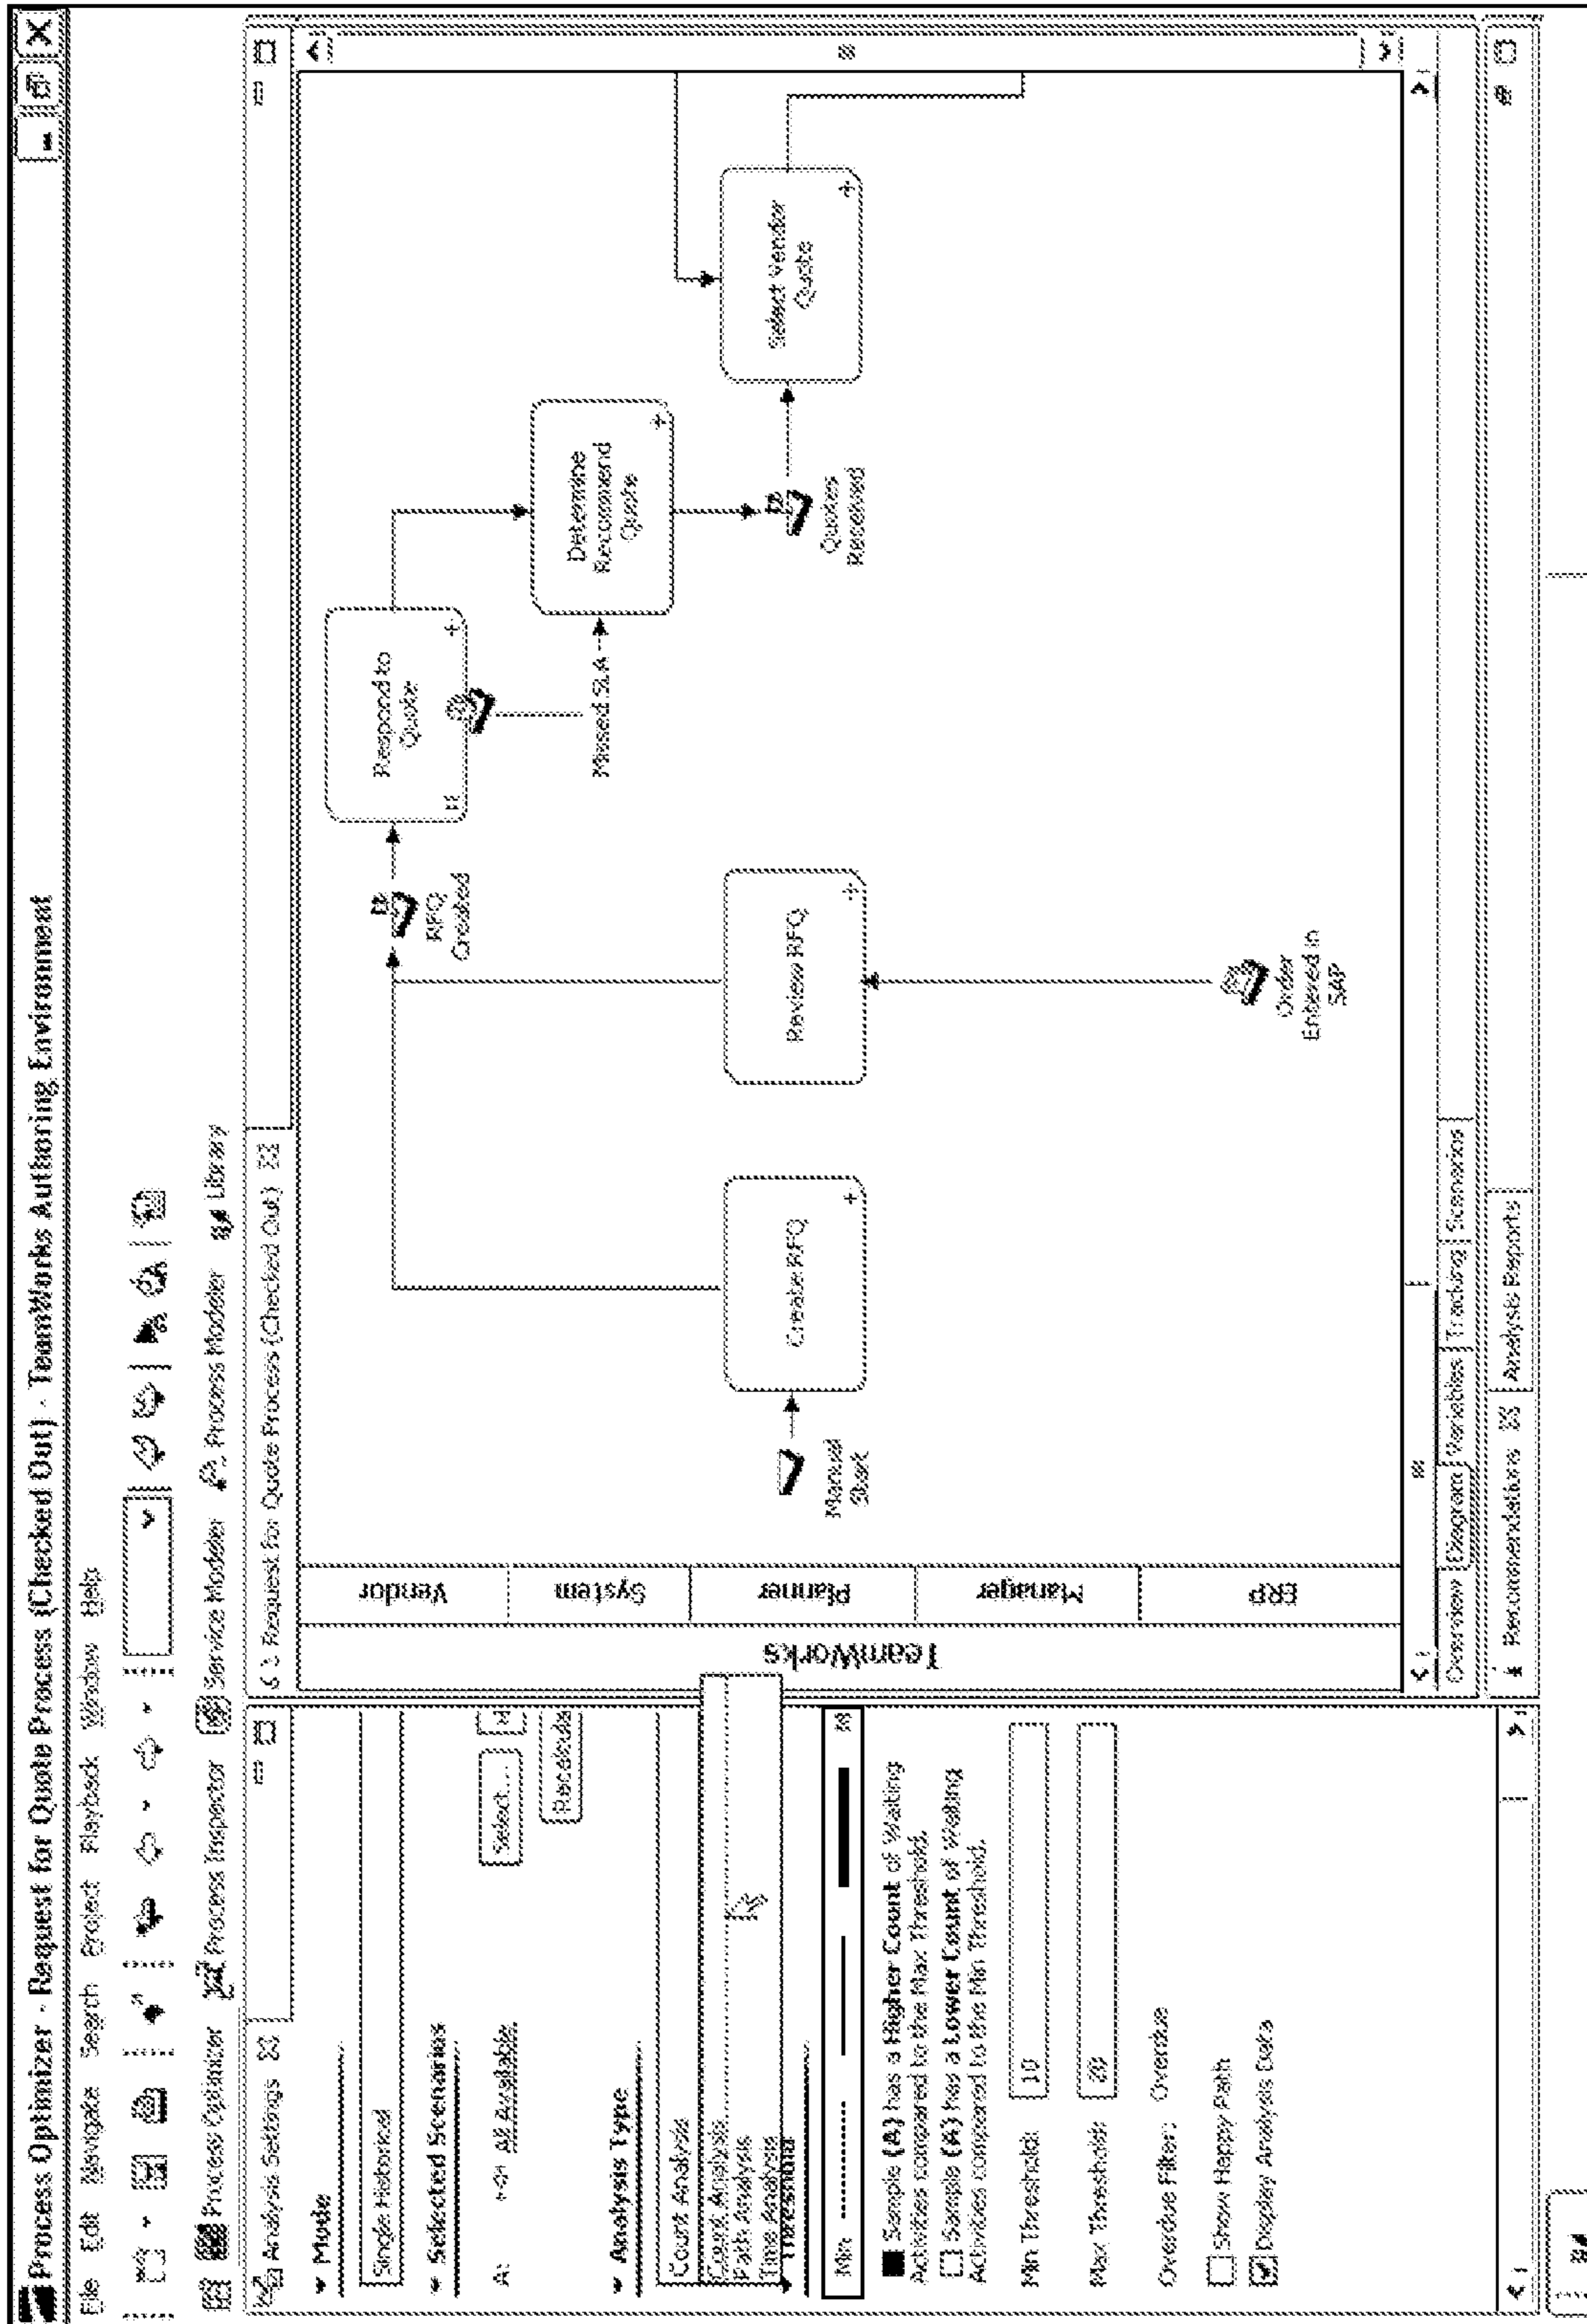 Process Optimizer - Request for Quote Process (Checked Out) - TeamWorks Authoring Environment
File Edit Navigate Search Project Playback Window Help
Process Optimizer Process Inspector Service Modeler Process Modeler Library
Analysis Settings
Mode
Single Historical
Selected Scenarios
A: All Available
Select...
Recalculate
Analysis Type
Count Analysis
Count Analysis
Path Analysis
Time Analysis
Threshold
Min
Sample (A) has a Higher Count of Waiting
Activities compared to the Max Threshold.
Sample (A) has a Lower Count of Waiting
Activities compared to the Min Threshold.
Min Threshold: 10
Max Threshold: 20
Overdue Filter: Overdue
Show Happy Path
Display Analysis Data
Request for Quote Process (Checked Out)
TeamWorks
Vendor
System
Planner
Manager
ERP
Manual
Start
Create RFQ
Review RFQ
Order
Entered in
SAP
RFQ
Created
Respond to
Quote
Missed SLA
Determine
Recommend
Quote
Quotes
Received
Select Vendor
Quote
Overview Diagram Variables Tracking Scenarios
Recommendations Analysis Reports